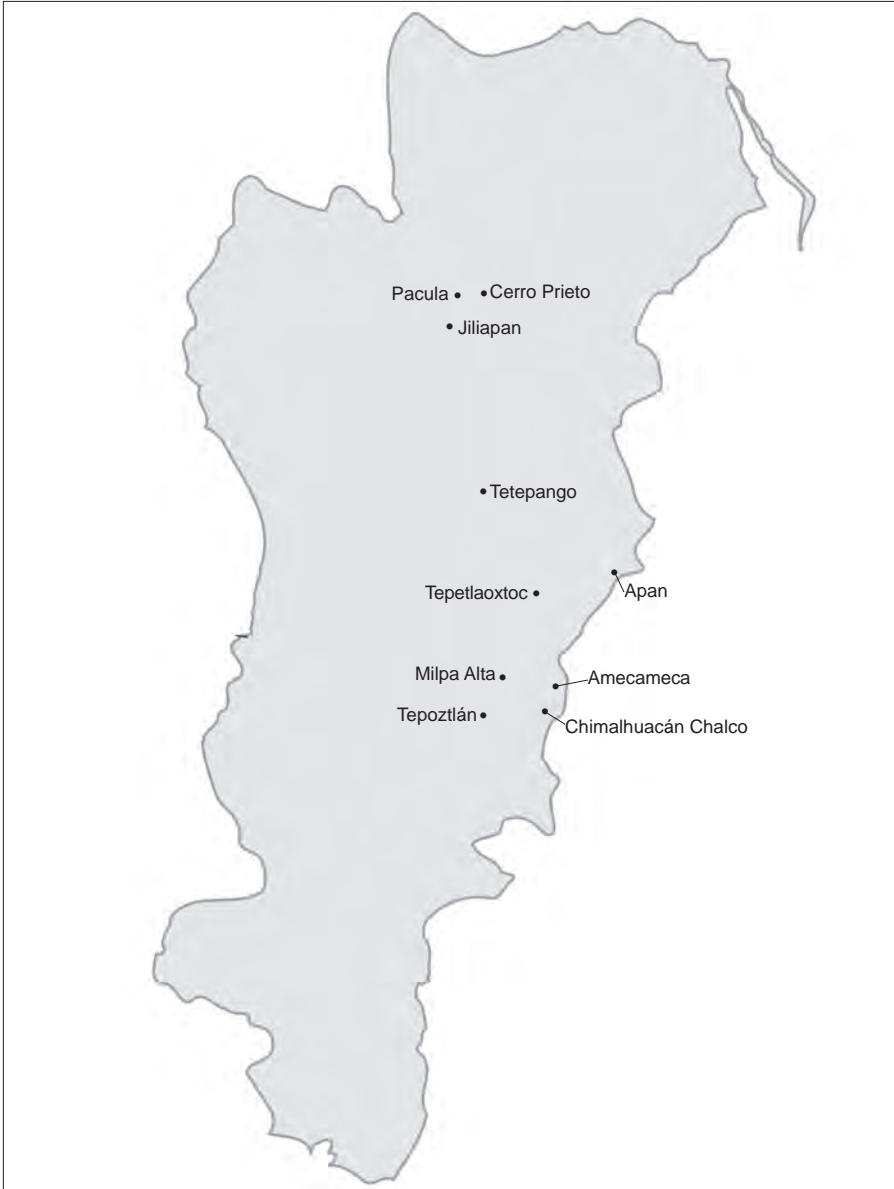 Pacula
Cerro Prieto
Jiliapan
Tetepango
Apan
Tepetlaoxtoc
Milpa Alta
Amecameca
Tepoztlán
Chimalhuacán Chalco